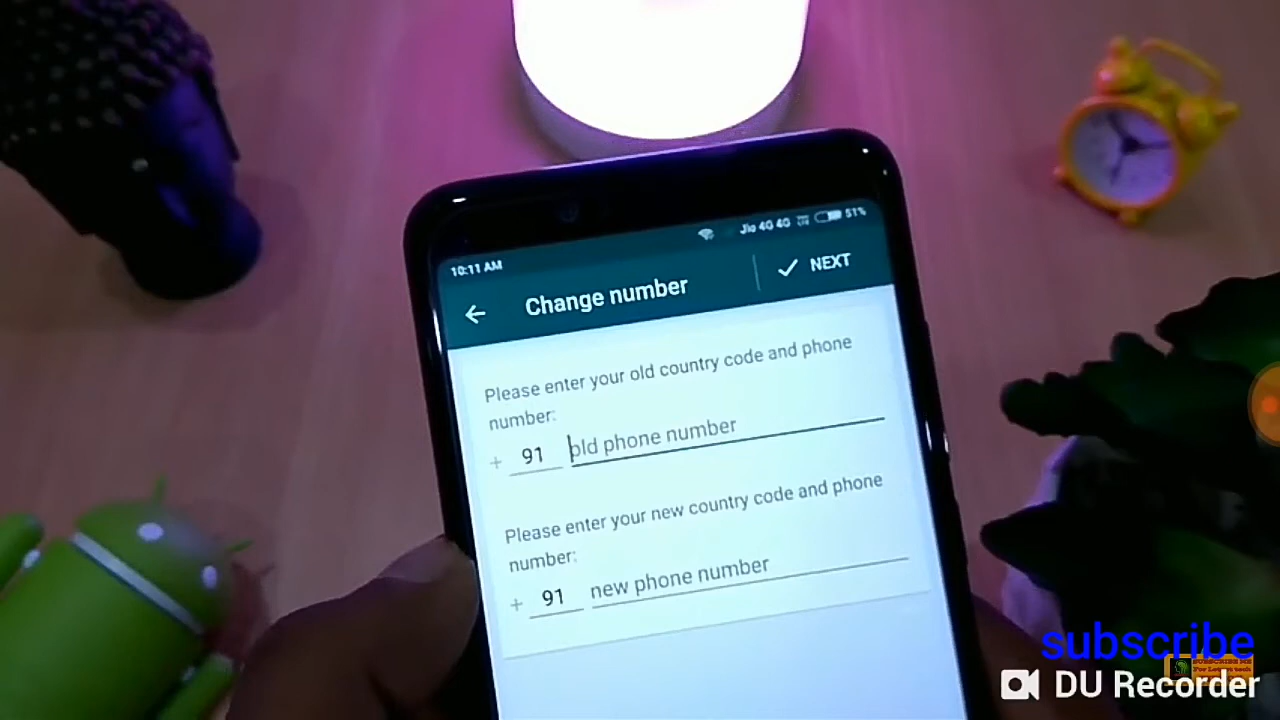 10:11 AM
Jio 4G 4G
51%
Change number
NEXT
Please enter your old country code and phone
number:
+ 91 old phone number
Please enter your new country code and phone
number:
+ 91 new phone number
subscribe
DU Recorder